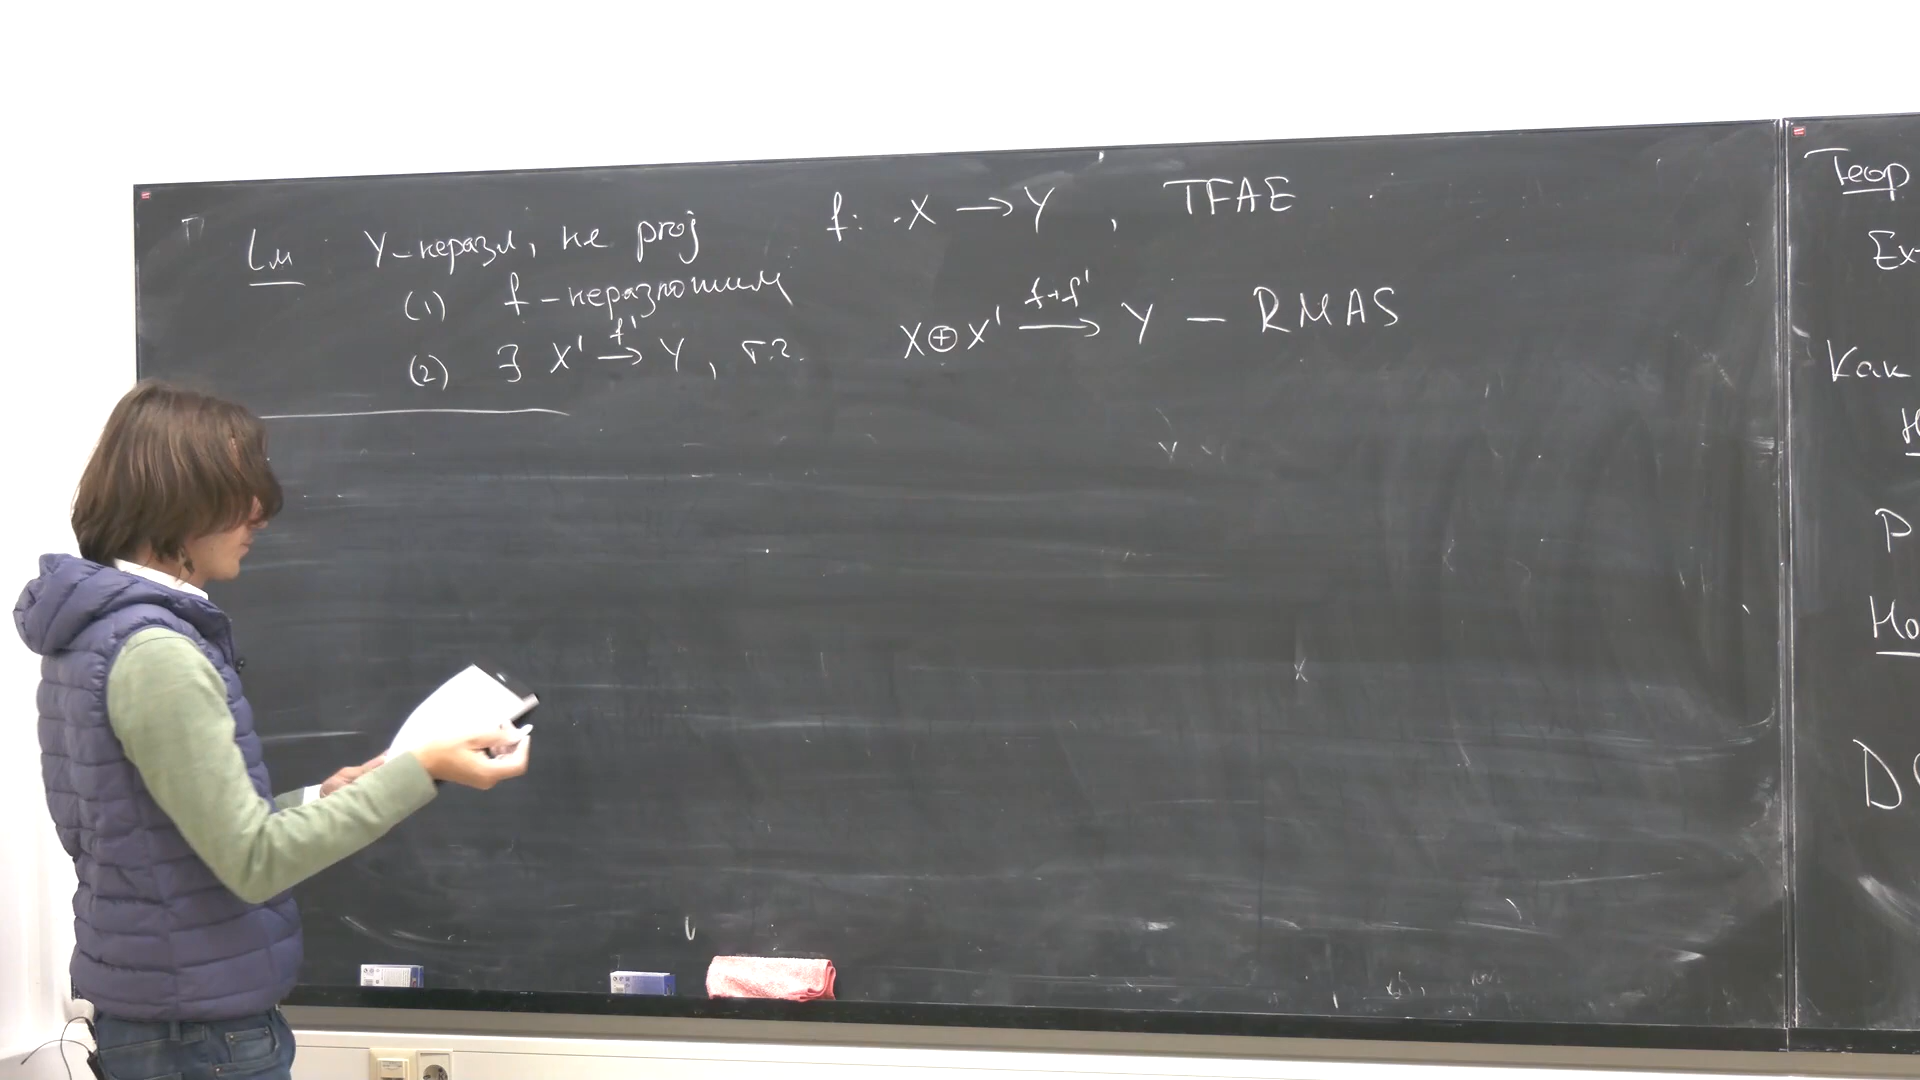 Lm Y-неразл, не proj f: X → Y, TFAE
(1) f - неразложим
(2) ∃ X' →^{f'} Y, т.ч. X ⊕ X' →^{f+f'} Y - RMAS
Теор
Ex
Как
P
Но
D